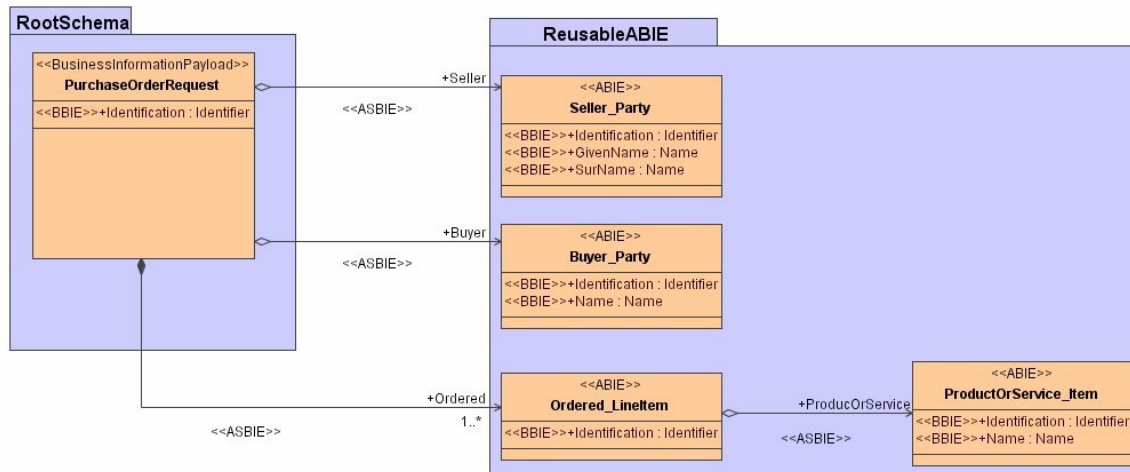 RootSchema
<<BusinessInformationPayload>>
PurchaseOrderRequest
<<BBIE>>+Identification : Identifier
ReusableABIE
+Seller
<<ASBIE>>
<<ABIE>>
Seller_Party
<<BBIE>>+Identification : Identifier
<<BBIE>>+GivenName : Name
<<BBIE>>+SurName : Name
+Buyer
<<ASBIE>>
<<ABIE>>
Buyer_Party
<<BBIE>>+Identification : Identifier
<<BBIE>>+Name : Name
+Ordered
1..*
<<ASBIE>>
<<ABIE>>
Ordered_LineItem
<<BBIE>>+Identification : Identifier
+ProducOrService
<<ASBIE>>
<<ABIE>>
ProductOrService_Item
<<BBIE>>+Identification : Identifier
<<BBIE>>+Name : Name